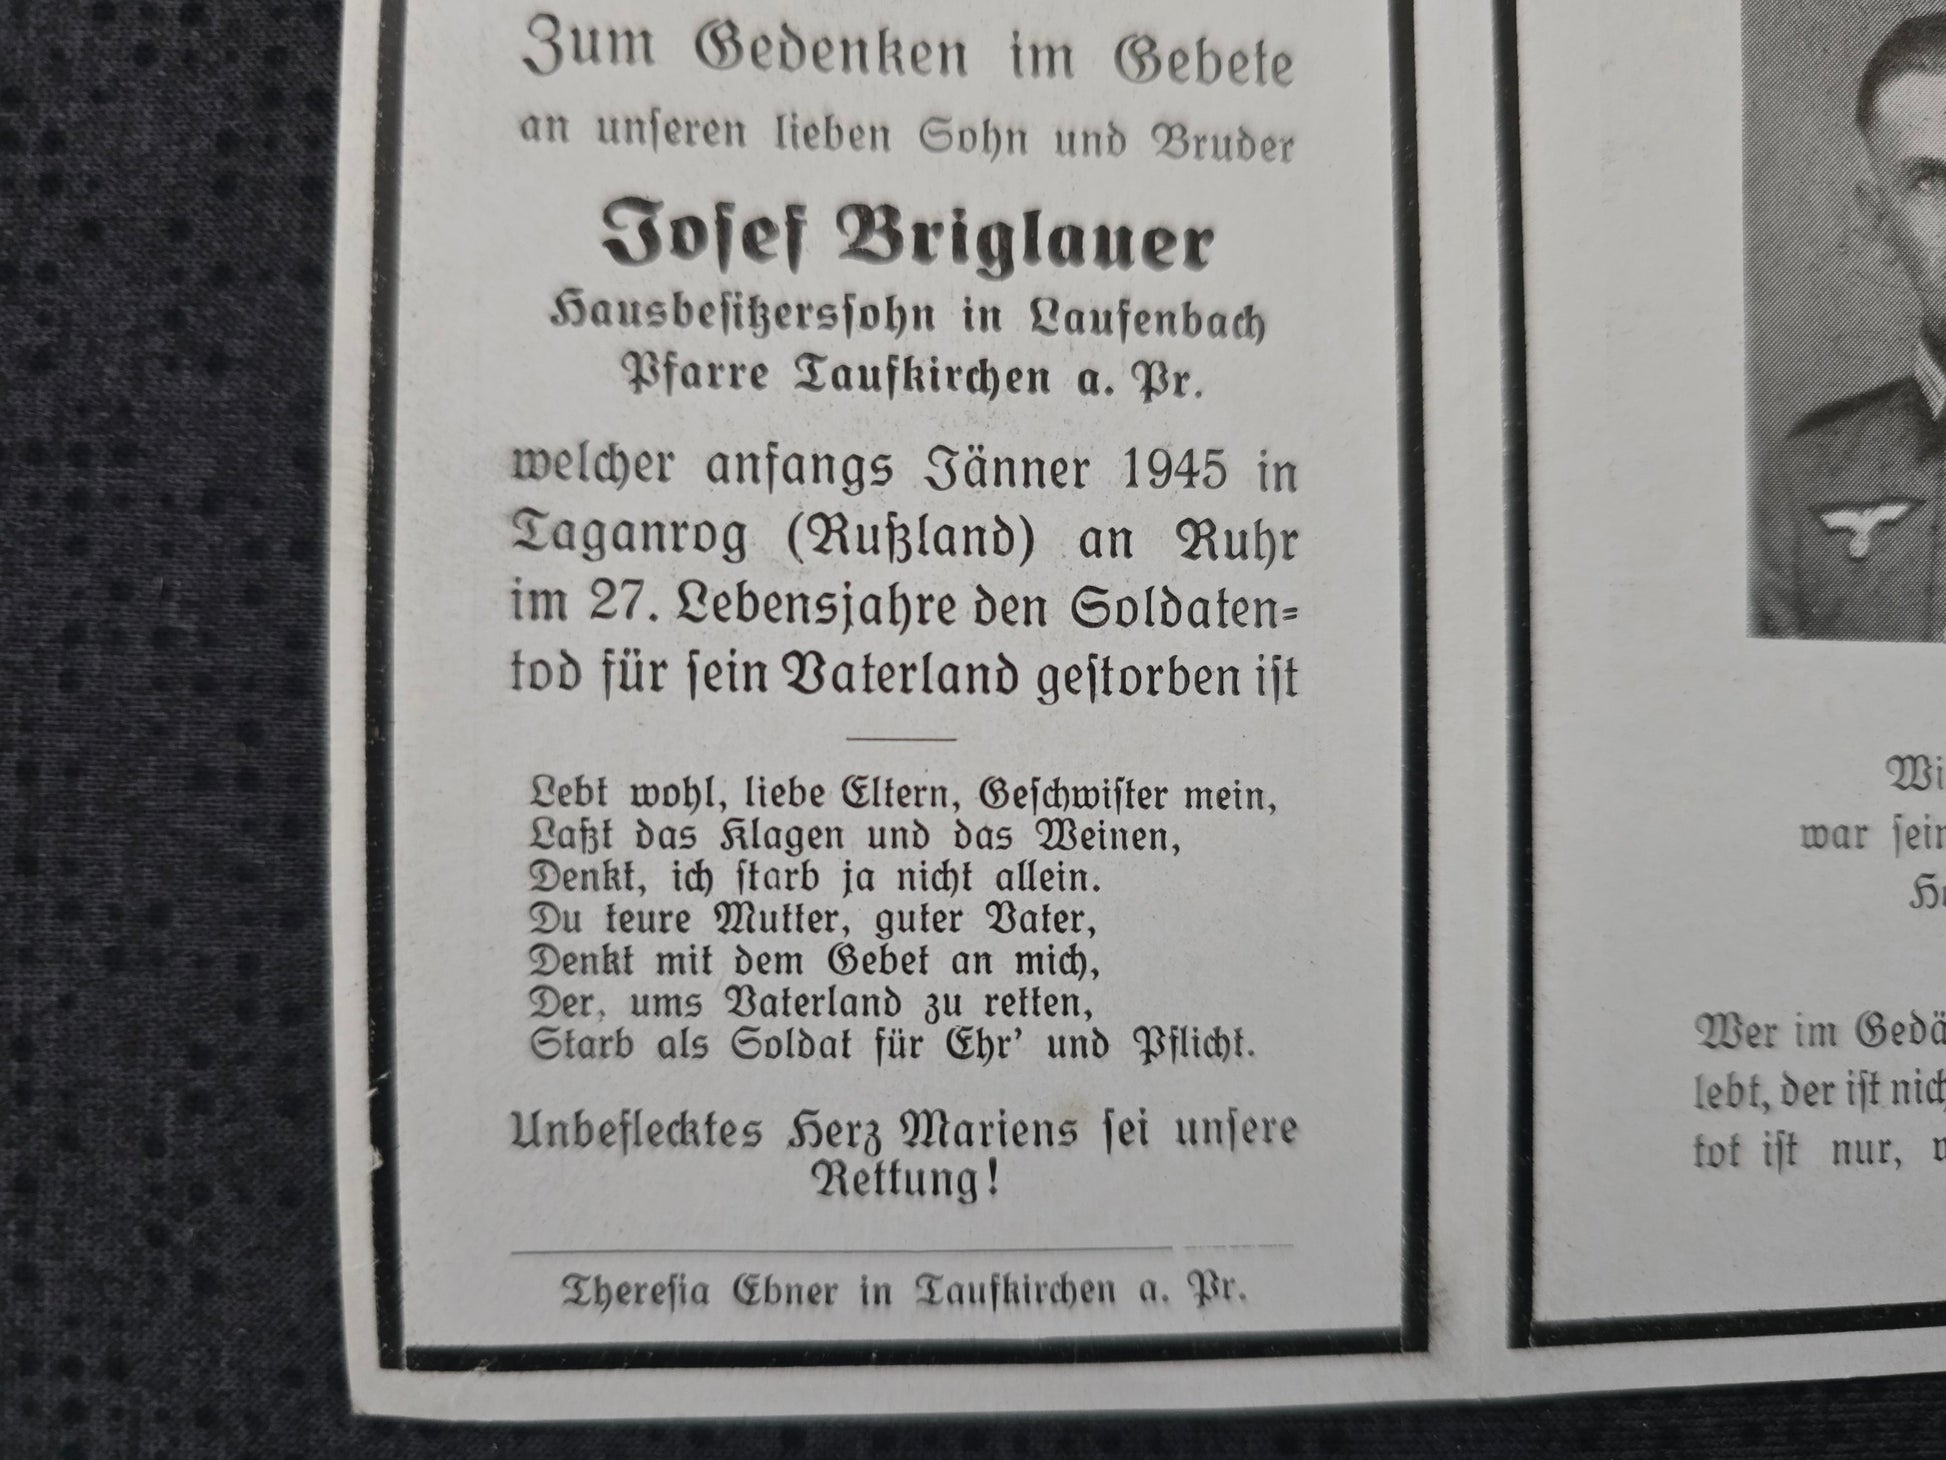 Zum Gedenken im Gebete
an unseren lieben Sohn und Bruder
Josef Briglauer
Hausbesitzerssohn in Laufenbach
Pfarre Taufkirchen a. Pr.
welcher anfangs Jänner 1945 in
Taganrog (Rußland) an Ruhr
im 27. Lebensjahre den Soldaten=
tod für sein Vaterland gestorben ist
Lebt wohl, liebe Eltern, Geschwister mein,
Laßt das Klagen und das Weinen,
Denkt, ich starb ja nicht allein.
Du teure Mutter, guter Vater,
Denkt mit dem Gebet an mich,
Der, ums Vaterland zu retten,
Starb als Soldat für Ehr' und Pflicht.
Unbeflecktes Herz Mariens sei unsere
Rettung!
Theresia Ebner in Taufkirchen a. Pr.
war
Wer im
lebt, der ist
tot ist nur,